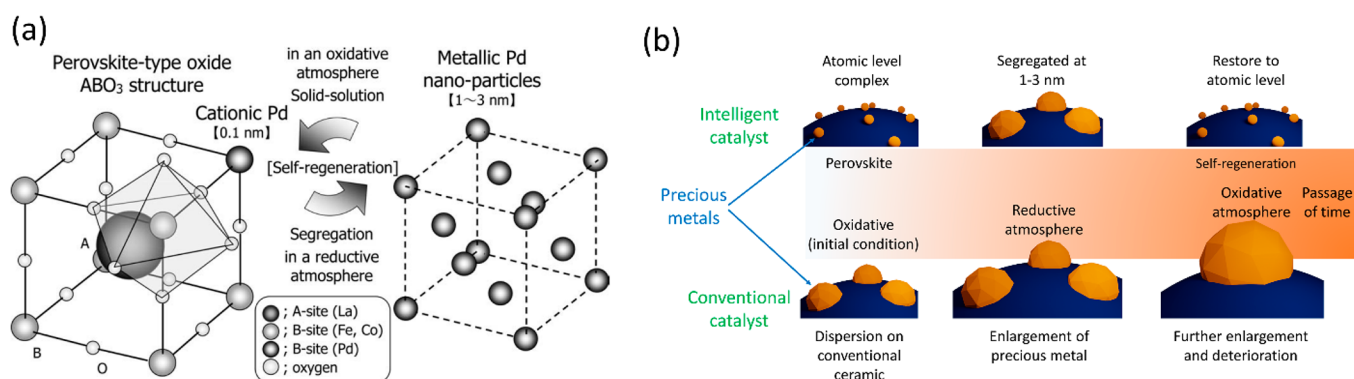 (a)
Perovskite-type oxide
ABO₃ structure
Cationic Pd
【0.1 nm】
in an oxidative
atmosphere
Solid-solution
[Self-regeneration]
Segregation
in a reductive
atmosphere
Metallic Pd
nano-particles
【1～3 nm】
A
B
O
; A-site (La)
; B-site (Fe, Co)
; B-site (Pd)
; oxygen
(b)
Atomic level
complex
Segregated at
1-3 nm
Restore to
atomic level
Intelligent
catalyst
Perovskite
Self-regeneration
Precious
metals
Oxidative
(initial condition)
Reductive
atmosphere
Oxidative
atmosphere
Passage
of time
Conventional
catalyst
Dispersion on
conventional
ceramic
Enlargement of
precious metal
Further enlargement
and deterioration